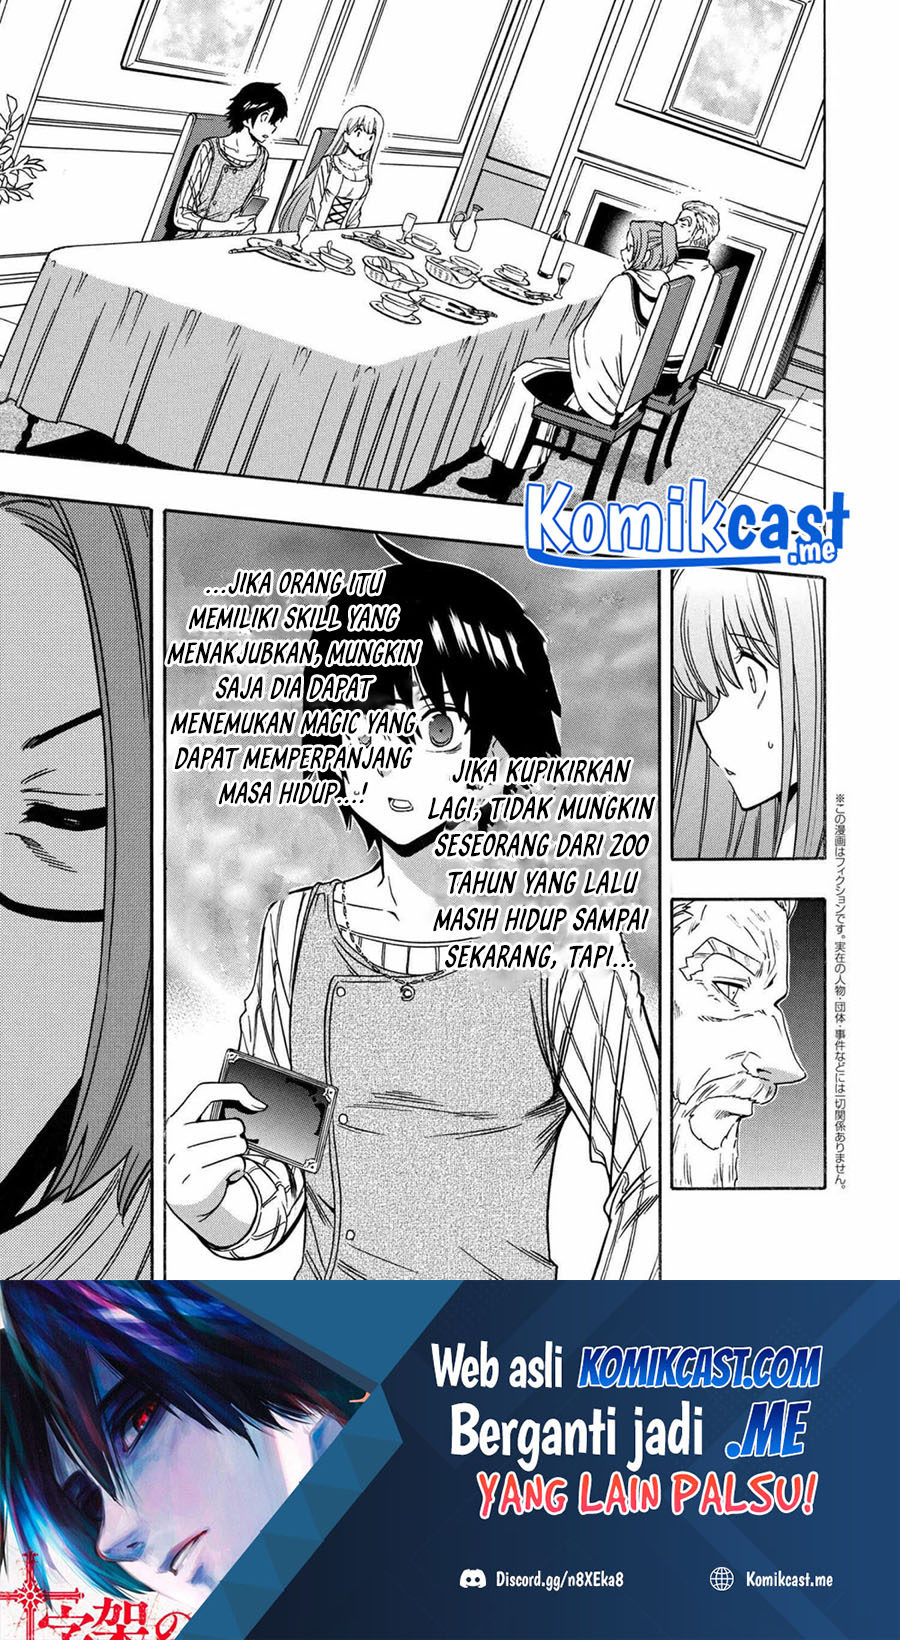 Komikcast
.me
JIKA KUPIKIRKAN
LAGI, TIDAK MUNGKIN
SESEORANG DARI 200
TAHUN YANG LALU
MASIH HIDUP SAMPAI
SEKARANG, TAPI...
...JIKA ORANG ITU
MEMILIKI SKILL YANG
MENAKJUBKAN, MUNGKIN
SAJA DIA DAPAT
MENEMUKAN MAGIC YANG
DAPAT MEMPERPANJANG
MASA HIDUP...!
※この漫画はフィクションです。実在の人物・団体・事件などには一切関係ありません。
Web asli KOMIKCAST.COM
Berganti jadi .ME
YANG LAIN PALSU!
Discord.gg/n8XEka8
Komikcast.me
字架の